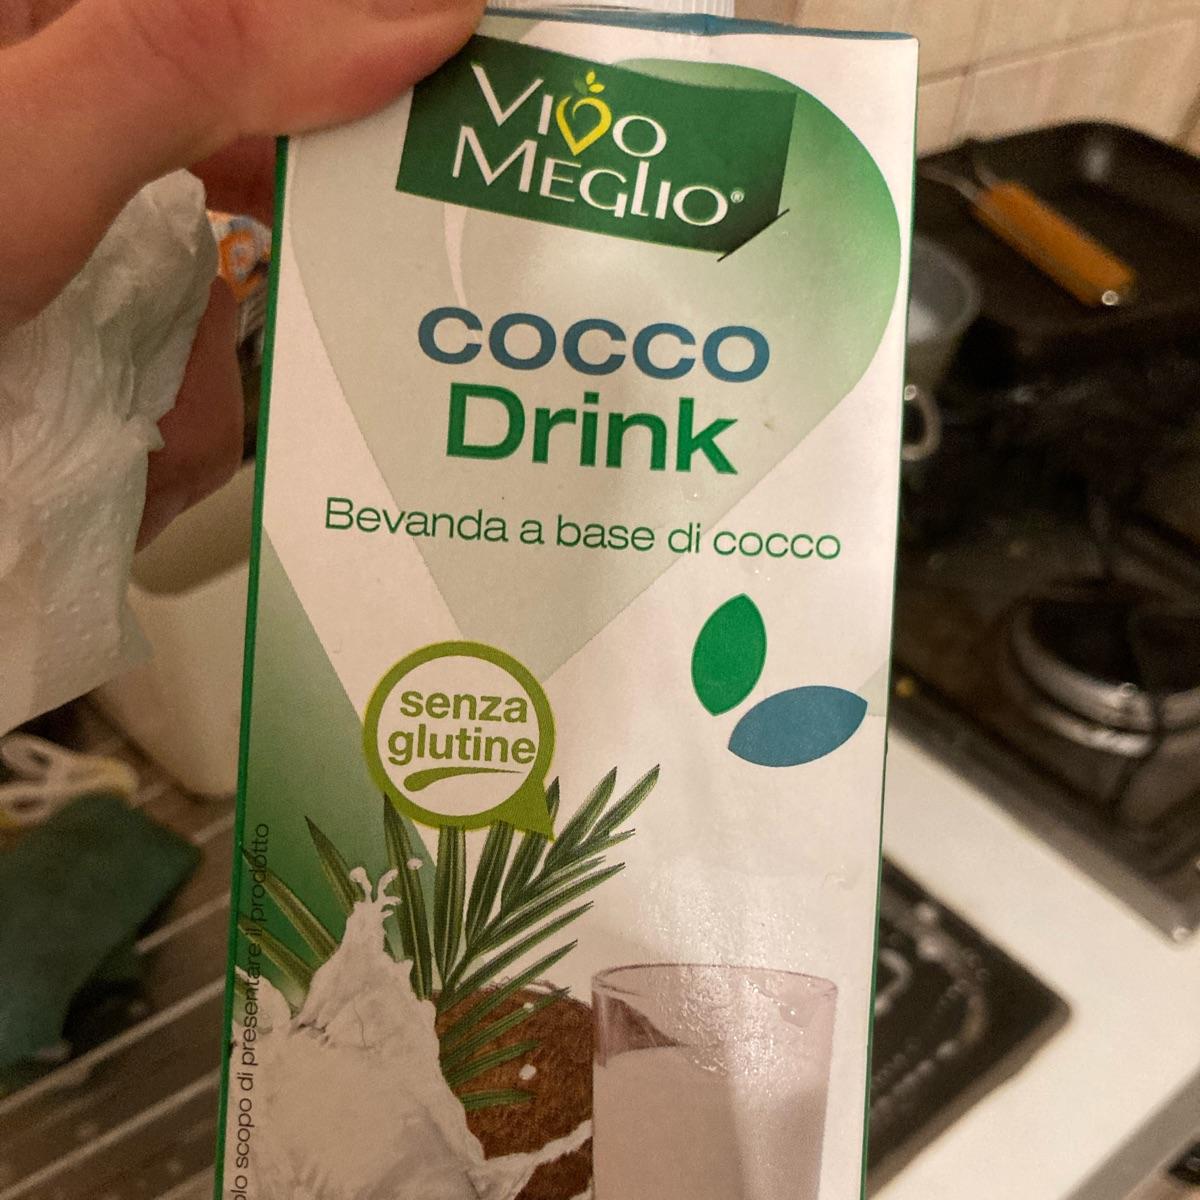 VIVO
MEGLIO®
COCCO
Drink
Bevanda a base di cocco
senza
glutine
scopo di presentare il prodotto